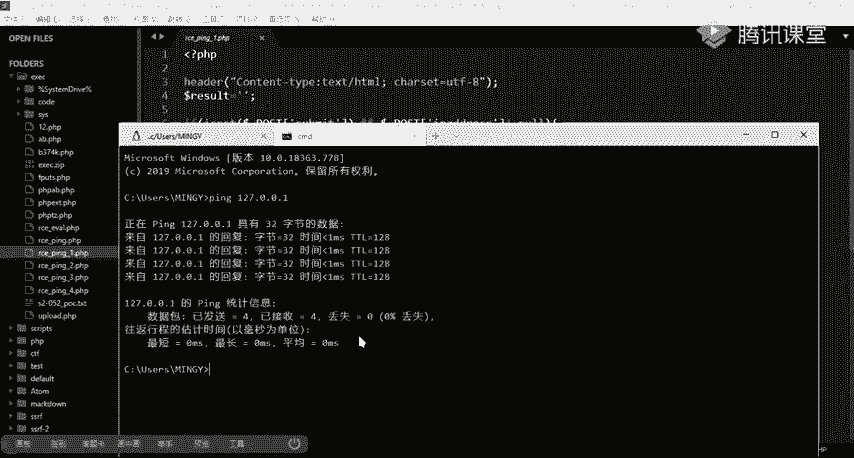 腾讯课堂
OPEN FILES
FOLDERS
exec
%SystemDrive%
code
sys
12.php
ab.php
b374k.php
exec.zip
fputs.php
phpab.php
phpext.php
phptz.php
rce_eval.php
rce_ping.php
rce_ping_1.php
rce_ping_2.php
rce_ping_3.php
rce_ping_4.php
s2-052_poc.txt
upload.php
scripts
php
ctf
test
default
Atom
markdown
ssrf
ssrf-2
rce_ping_1.php
1 <?php
2
3 header("Content-type:text/html; charset=utf-8");
4 $result='';
5
../Users/MINGY
cmd
Microsoft Windows [版本 10.0.18363.778]
(c) 2019 Microsoft Corporation。保留所有权利。
C:\Users\MINGY>ping 127.0.0.1
正在 Ping 127.0.0.1 具有 32 字节的数据:
来自 127.0.0.1 的回复: 字节=32 时间<1ms TTL=128
来自 127.0.0.1 的回复: 字节=32 时间<1ms TTL=128
来自 127.0.0.1 的回复: 字节=32 时间<1ms TTL=128
来自 127.0.0.1 的回复: 字节=32 时间<1ms TTL=128
127.0.0.1 的 Ping 统计信息:
数据包: 已发送 = 4, 已接收 = 4, 丢失 = 0 (0% 丢失),
往返行程的估计时间(以毫秒为单位):
最短 = 0ms, 最长 = 0ms, 平均 = 0ms
C:\Users\MINGY>